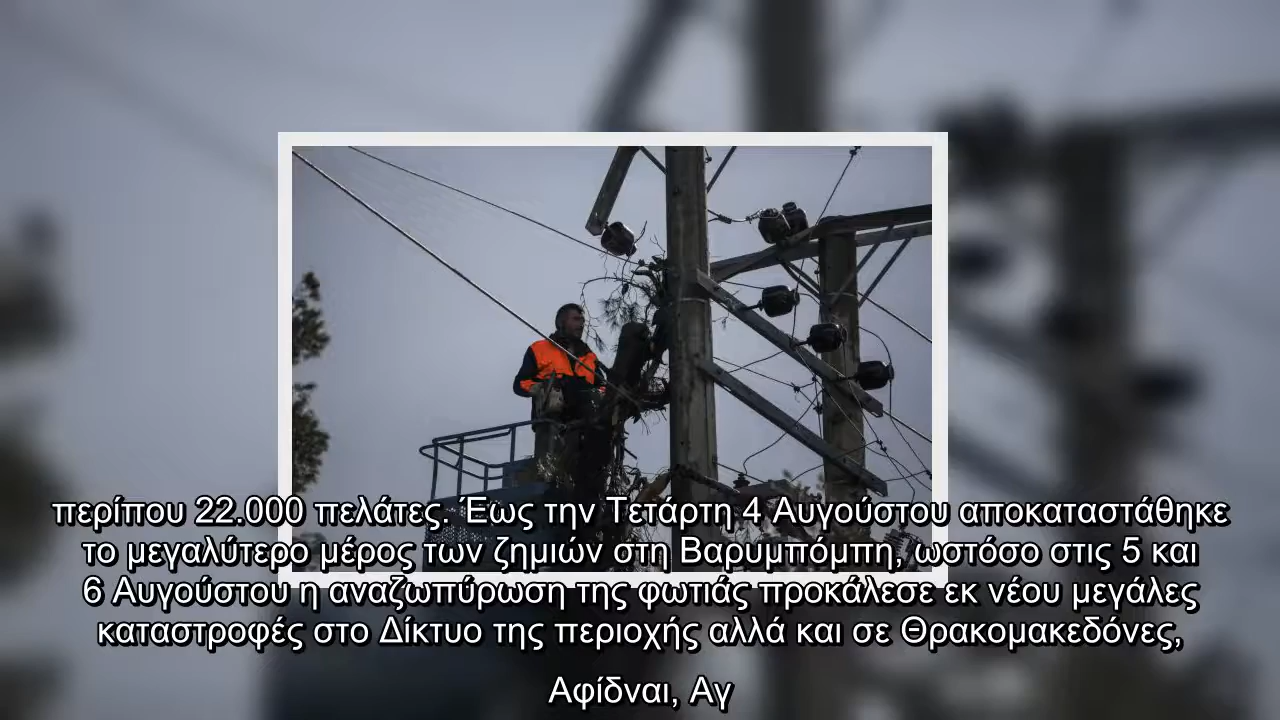 περίπου 22.000 πελάτες. Έως την Τετάρτη 4 Αυγούστου αποκαταστάθηκε
το μεγαλύτερο μέρος των ζημιών στη Βαρυμπόμπη, ωστόσο στις 5 και
6 Αυγούστου η αναζωπύρωση της φωτιάς προκάλεσε εκ νέου μεγάλες
καταστροφές στο Δίκτυο της περιοχής αλλά και σε Θρακομακεδόνες,
Αφίδναι, Αγ